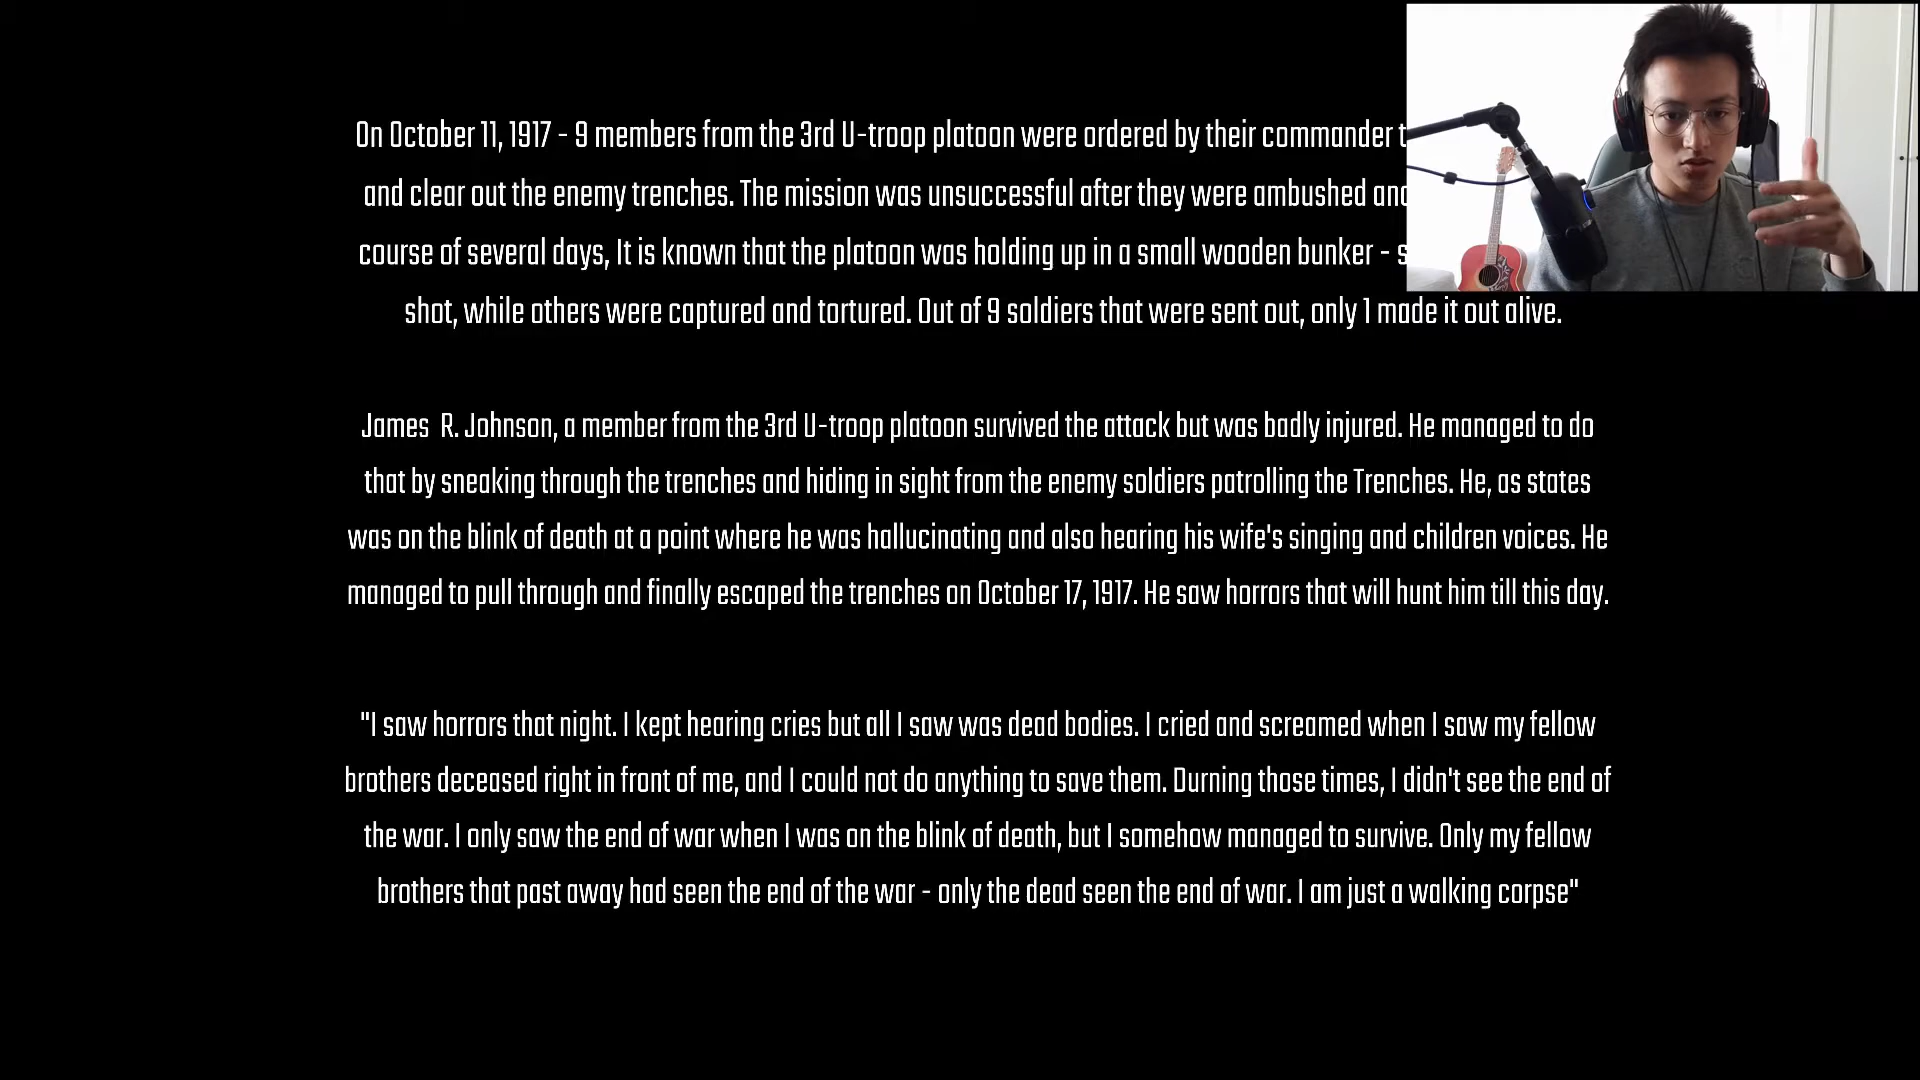 On October 11, 1917 - 9 members from the 3rd U-troop platoon were ordered by their commander
and clear out the enemy trenches. The mission was unsuccessful after they were ambushed and
course of several days, It is known that the platoon was holding up in a small wooden bunker -
shot, while others were captured and tortured. Out of 9 soldiers that were sent out, only 1 made it out alive.
James R. Johnson, a member from the 3rd U-troop platoon survived the attack but was badly injured. He managed to do
that by sneaking through the trenches and hiding in sight from the enemy soldiers patrolling the Trenches. He, as states
was on the blink of death at a point where he was hallucinating and also hearing his wife's singing and children voices. He
managed to pull through and finally escaped the trenches on October 17, 1917. He saw horrors that will hunt him till this day.
"I saw horrors that night. I kept hearing cries but all I saw was dead bodies. I cried and screamed when I saw my fellow
brothers deceased right in front of me, and I could not do anything to save them. Durning those times, I didn't see the end of
the war. I only saw the end of war when I was on the blink of death, but I somehow managed to survive. Only my fellow
brothers that past away had seen the end of the war - only the dead seen the end of war. I am just a walking corpse"